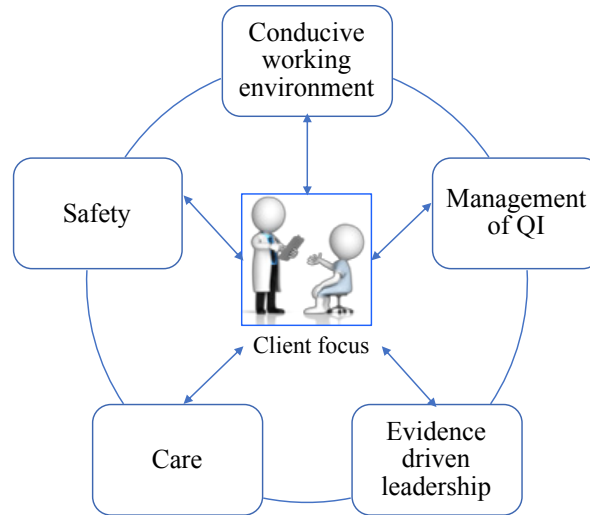 Conducive
working
environment
Safety
Management
of QI
Client focus
Care
Evidence
driven
leadership